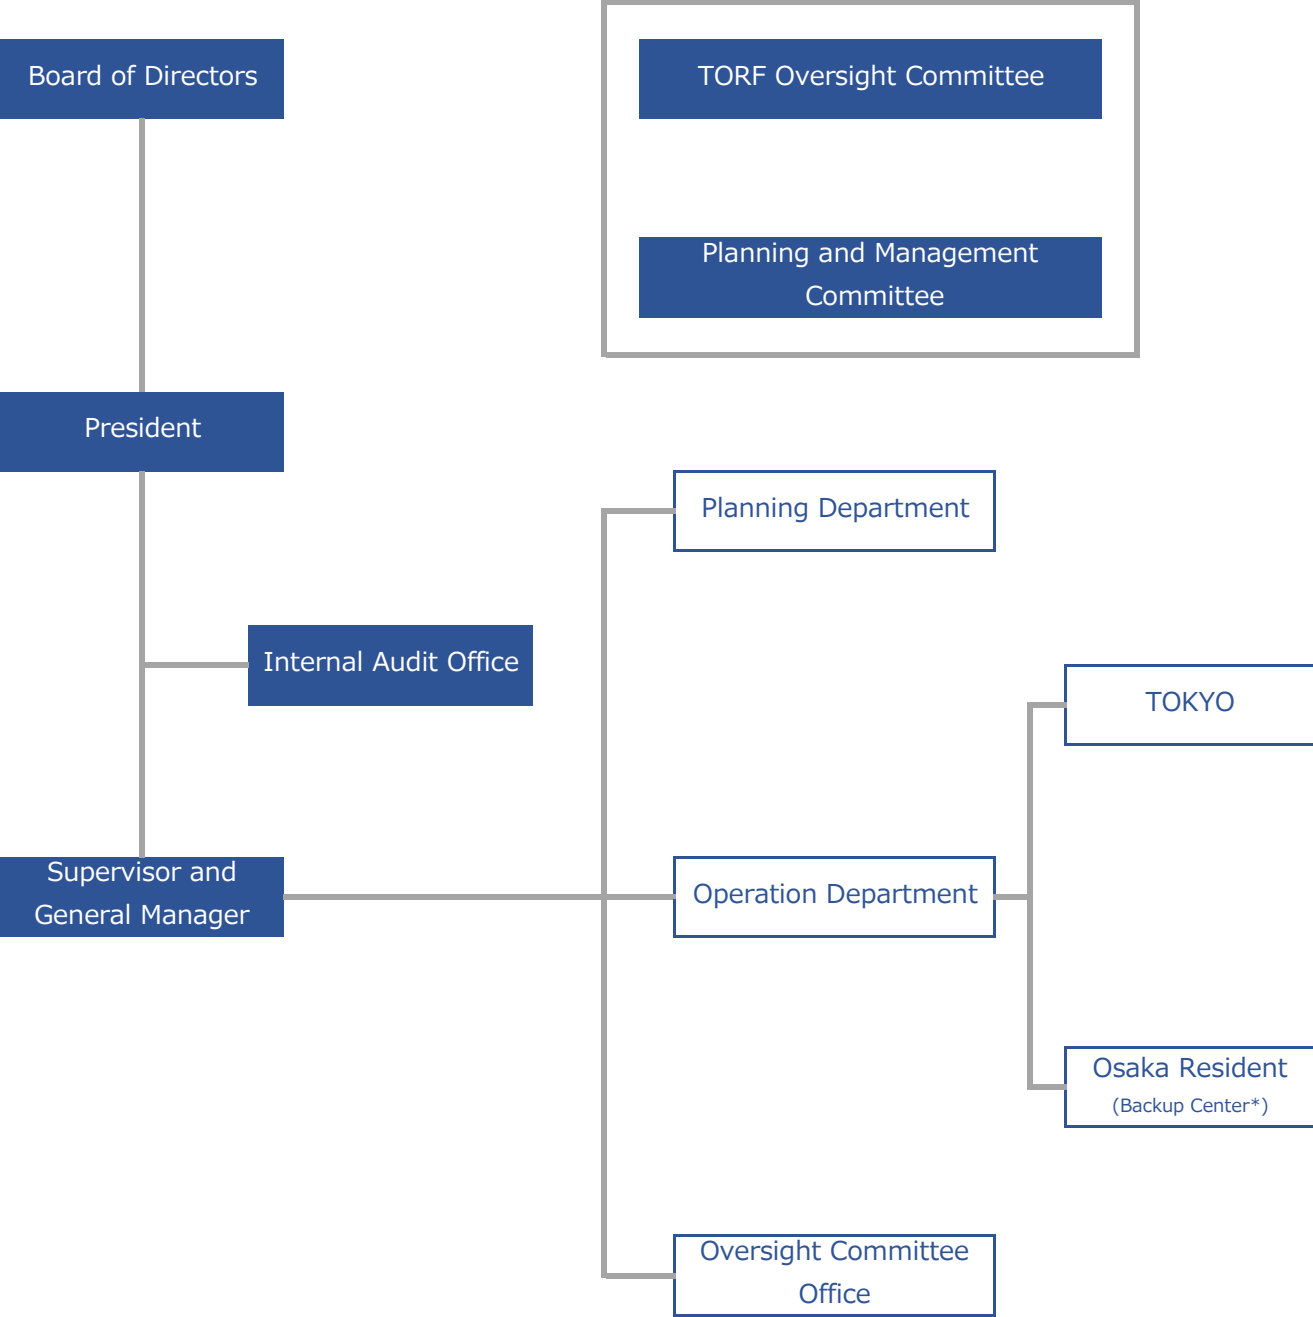 Board of Directors
TORF Oversight Committee
Planning and Management
Committee
President
Planning Department
Internal Audit Office
TOKYO
Supervisor and
General Manager
Operation Department
Osaka Resident
(Backup Center*)
Oversight Committee
Office